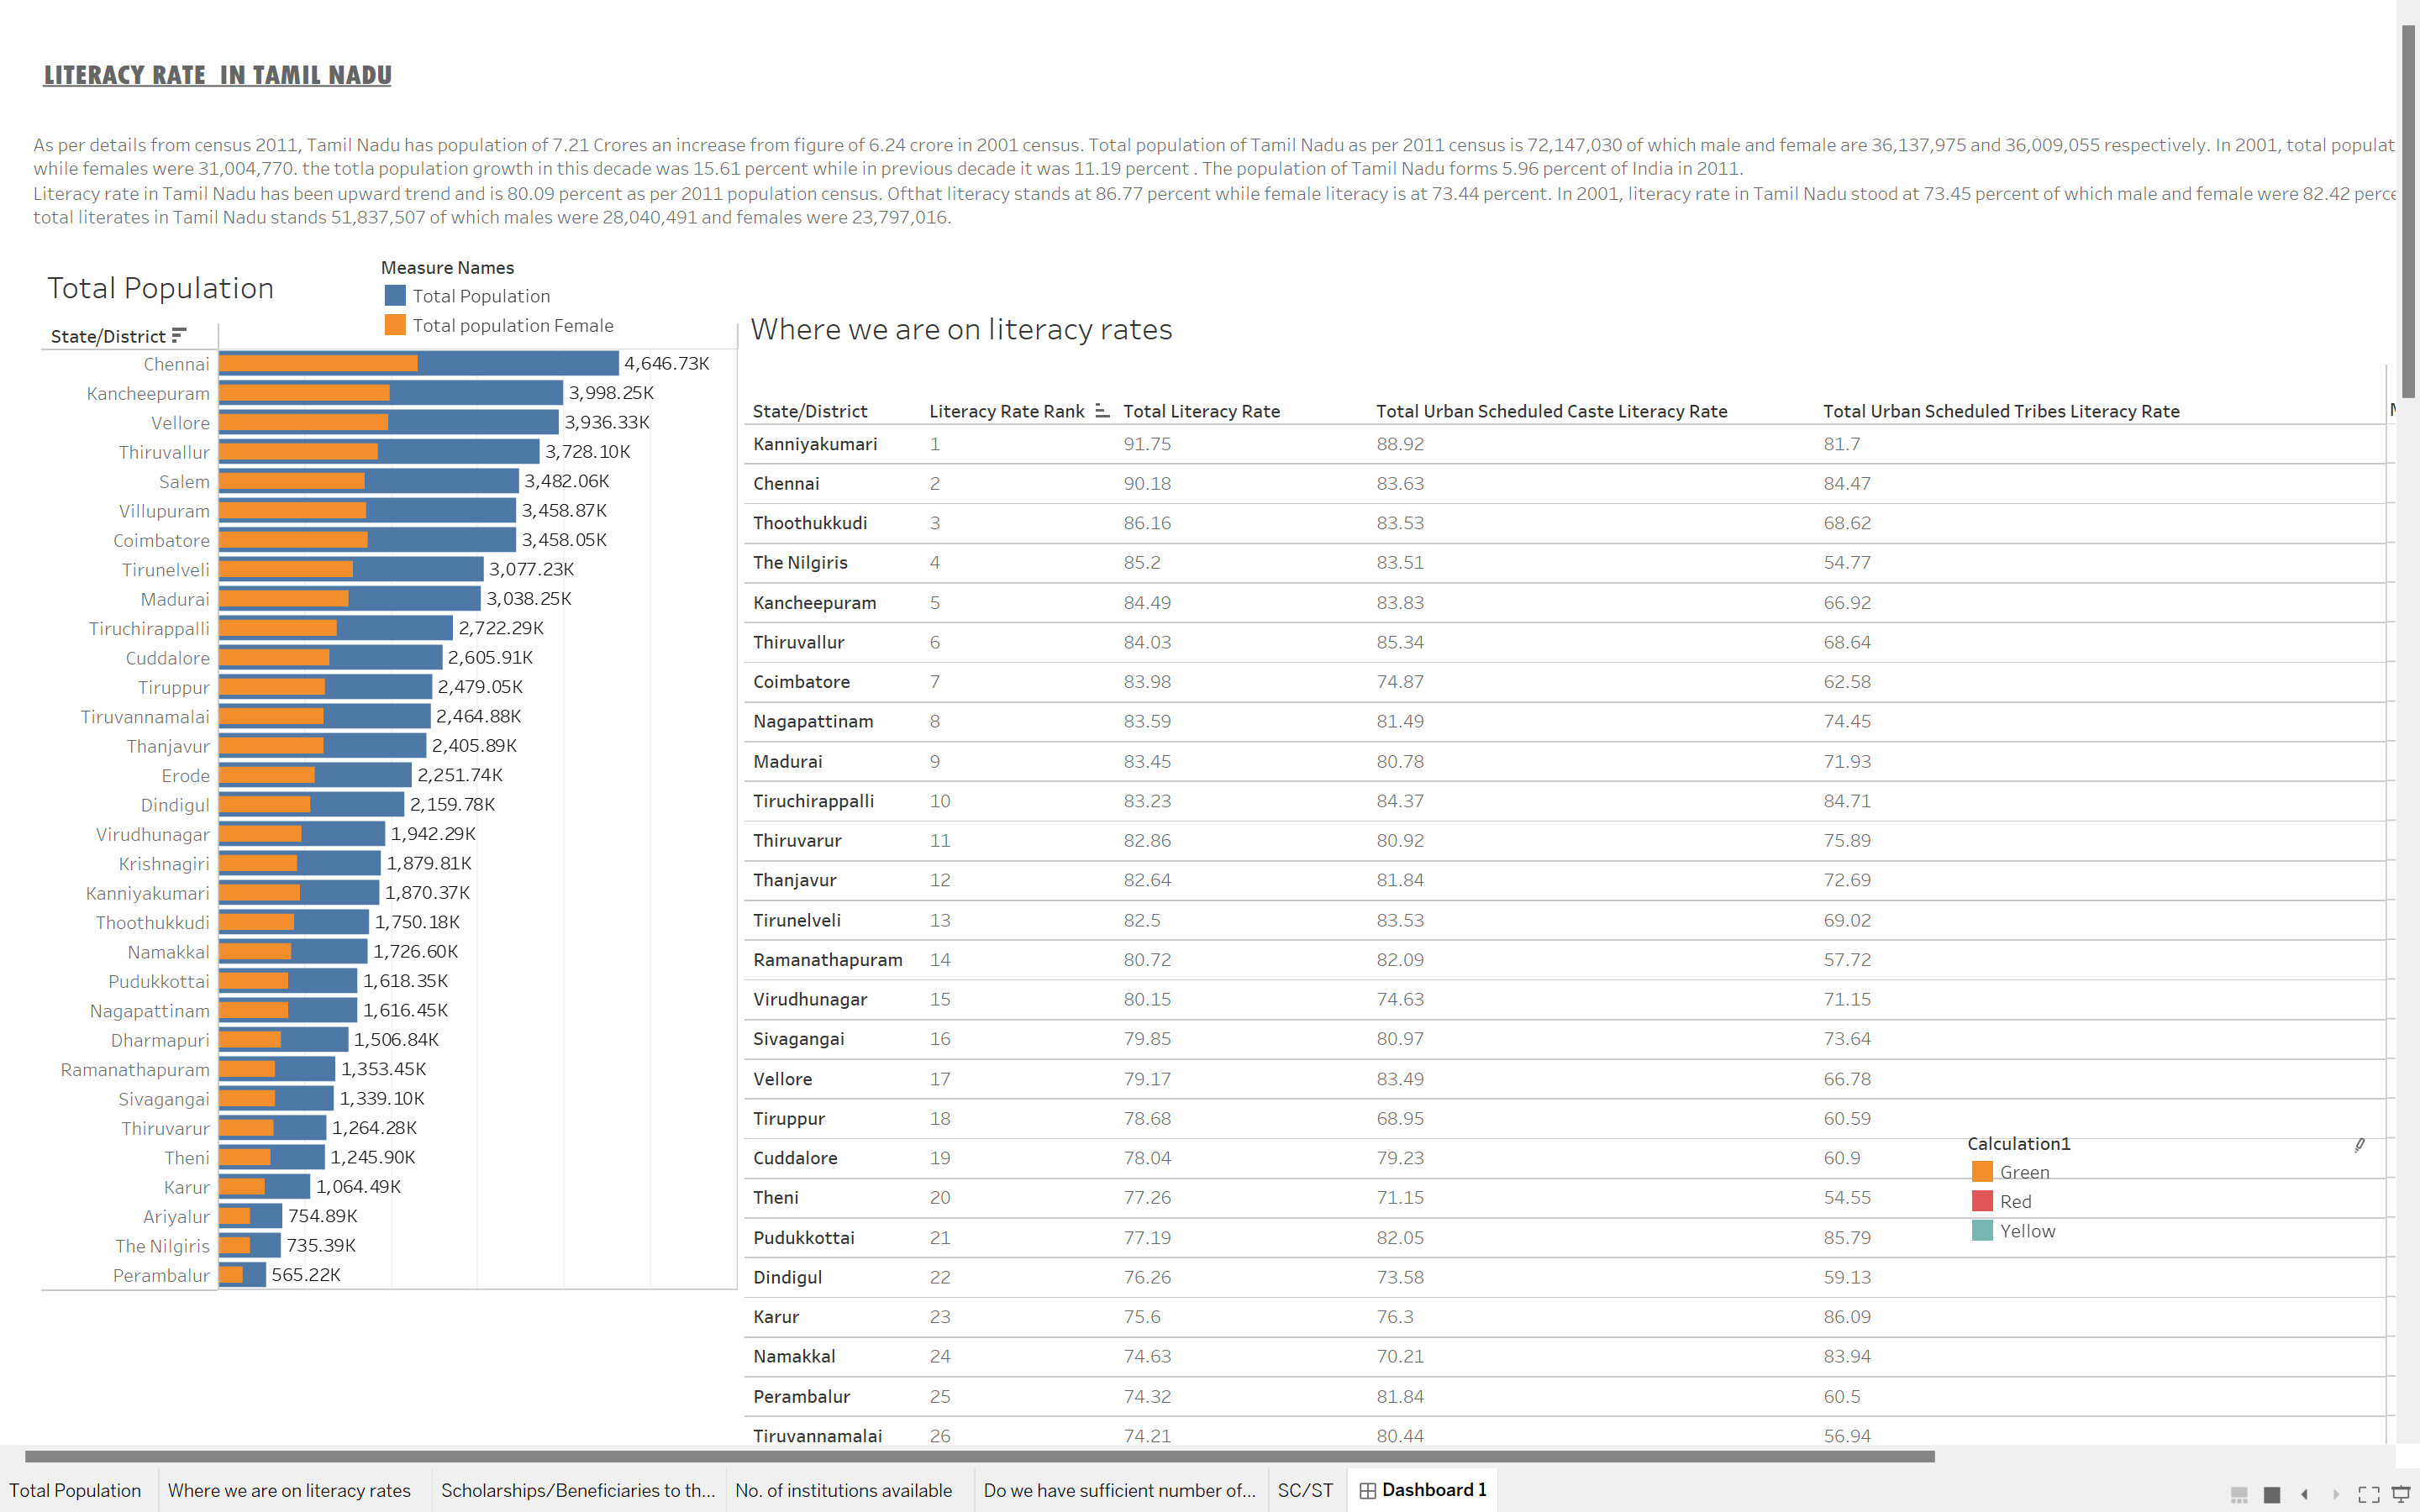 LITERACY RATE IN TAMIL NADU
As per details from census 2011, Tamil Nadu has population of 7.21 Crores an increase from figure of 6.24 crore in 2001 census. Total population of Tamil Nadu as per 2011 census is 72,147,030 of which male and female are 36,137,975 and 36,009,055 respectively. In 2001, total populat
while females were 31,004,770. the totla population growth in this decade was 15.61 percent while in previous decade it was 11.19 percent . The population of Tamil Nadu forms 5.96 percent of India in 2011.
Literacy rate in Tamil Nadu has been upward trend and is 80.09 percent as per 2011 population census. Ofthat literacy stands at 86.77 percent while female literacy is at 73.44 percent. In 2001, literacy rate in Tamil Nadu stood at 73.45 percent of which male and female were 82.42 perce
total literates in Tamil Nadu stands 51,837,507 of which males were 28,040,491 and females were 23,797,016.
Total Population
Measure Names
Total Population
Total population Female
State/District
Chennai 4,646.73K
Kancheepuram 3,998.25K
Vellore 3,936.33K
Thiruvallur 3,728.10K
Salem 3,482.06K
Villupuram 3,458.87K
Coimbatore 3,458.05K
Tirunelveli 3,077.23K
Madurai 3,038.25K
Tiruchirappalli 2,722.29K
Cuddalore 2,605.91K
Tiruppur 2,479.05K
Tiruvannamalai 2,464.88K
Thanjavur 2,405.89K
Erode 2,251.74K
Dindigul 2,159.78K
Virudhunagar 1,942.29K
Krishnagiri 1,879.81K
Kanniyakumari 1,870.37K
Thoothukkudi 1,750.18K
Namakkal 1,726.60K
Pudukkottai 1,618.35K
Nagapattinam 1,616.45K
Dharmapuri 1,506.84K
Ramanathapuram 1,353.45K
Sivagangai 1,339.10K
Thiruvarur 1,264.28K
Theni 1,245.90K
Karur 1,064.49K
Ariyalur 754.89K
The Nilgiris 735.39K
Perambalur 565.22K
Where we are on literacy rates
State/District Literacy Rate Rank Total Literacy Rate Total Urban Scheduled Caste Literacy Rate Total Urban Scheduled Tribes Literacy Rate
Kanniyakumari 1 91.75 88.92 81.7
Chennai 2 90.18 83.63 84.47
Thoothukkudi 3 86.16 83.53 68.62
The Nilgiris 4 85.2 83.51 54.77
Kancheepuram 5 84.49 83.83 66.92
Thiruvallur 6 84.03 85.34 68.64
Coimbatore 7 83.98 74.87 62.58
Nagapattinam 8 83.59 81.49 74.45
Madurai 9 83.45 80.78 71.93
Tiruchirappalli 10 83.23 84.37 84.71
Thiruvarur 11 82.86 80.92 75.89
Thanjavur 12 82.64 81.84 72.69
Tirunelveli 13 82.5 83.53 69.02
Ramanathapuram 14 80.72 82.09 57.72
Virudhunagar 15 80.15 74.63 71.15
Sivagangai 16 79.85 80.97 73.64
Vellore 17 79.17 83.49 66.78
Tiruppur 18 78.68 68.95 60.59
Cuddalore 19 78.04 79.23 60.9
Theni 20 77.26 71.15 54.55
Pudukkottai 21 77.19 82.05 85.79
Dindigul 22 76.26 73.58 59.13
Karur 23 75.6 76.3 86.09
Namakkal 24 74.63 70.21 83.94
Perambalur 25 74.32 81.84 60.5
Tiruvannamalai 26 74.21 80.44 56.94
Calculation1
Green
Red
Yellow
Total Population Where we are on literacy rates Scholarships/Beneficiaries to th... No. of institutions available Do we have sufficient number of... SC/ST Dashboard 1